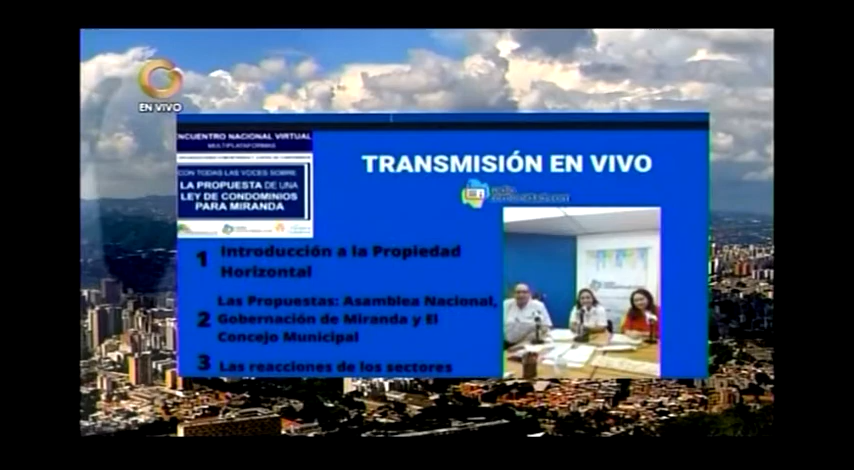 EN VIVO
ENCUENTRO NACIONAL VIRTUAL
MULTIPLATAFORMAS
CON TODAS LAS VOCES SOBRE
LA PROPUESTA DE UNA
LEY DE CONDOMINIOS
PARA MIRANDA
TRANSMISIÓN EN VIVO
1 Introducción a la Propiedad
Horizontal
2 Las Propuestas: Asamblea Nacional,
Gobernación de Miranda y El
Concejo Municipal
3 Las reacciones de los sectores